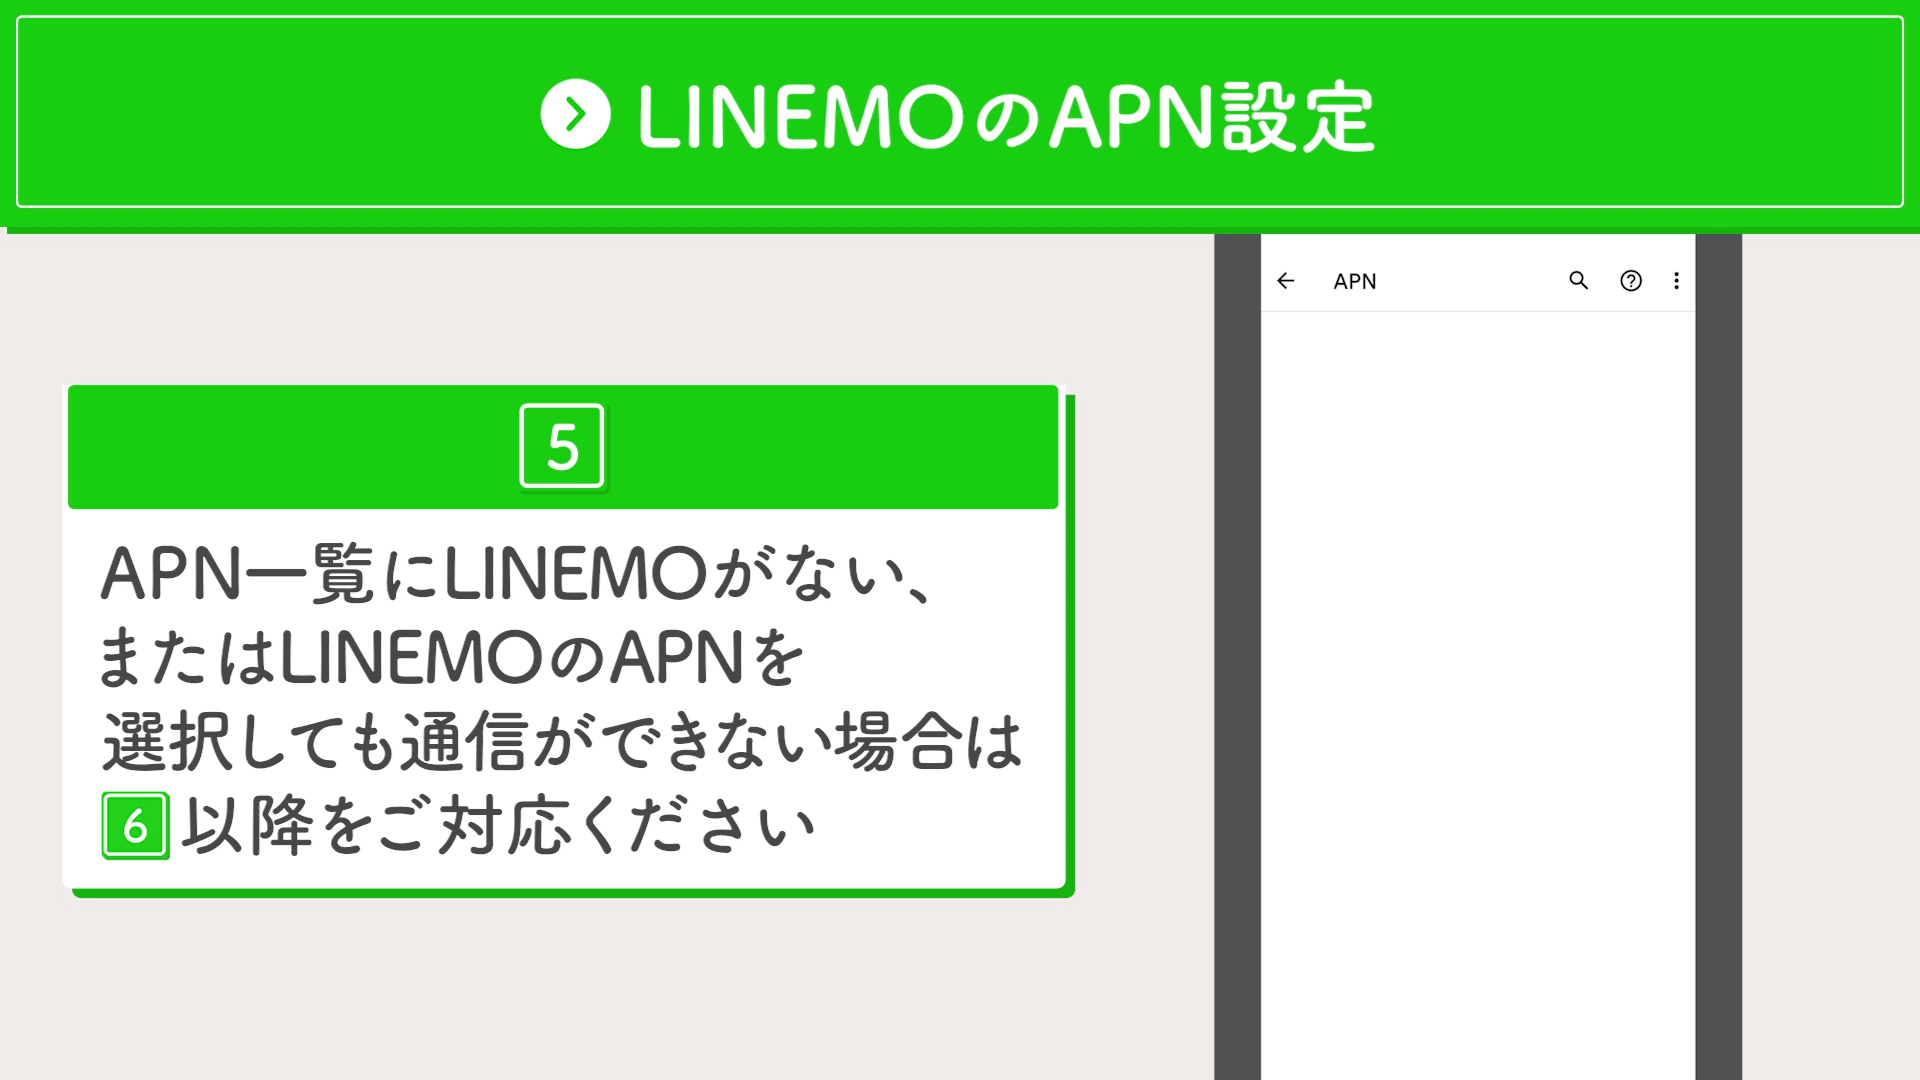 LINEMOのAPN設定
APN
5
APN一覧にLINEMOがない、
またはLINEMOのAPNを
選択しても通信ができない場合は
6以降をご対応ください